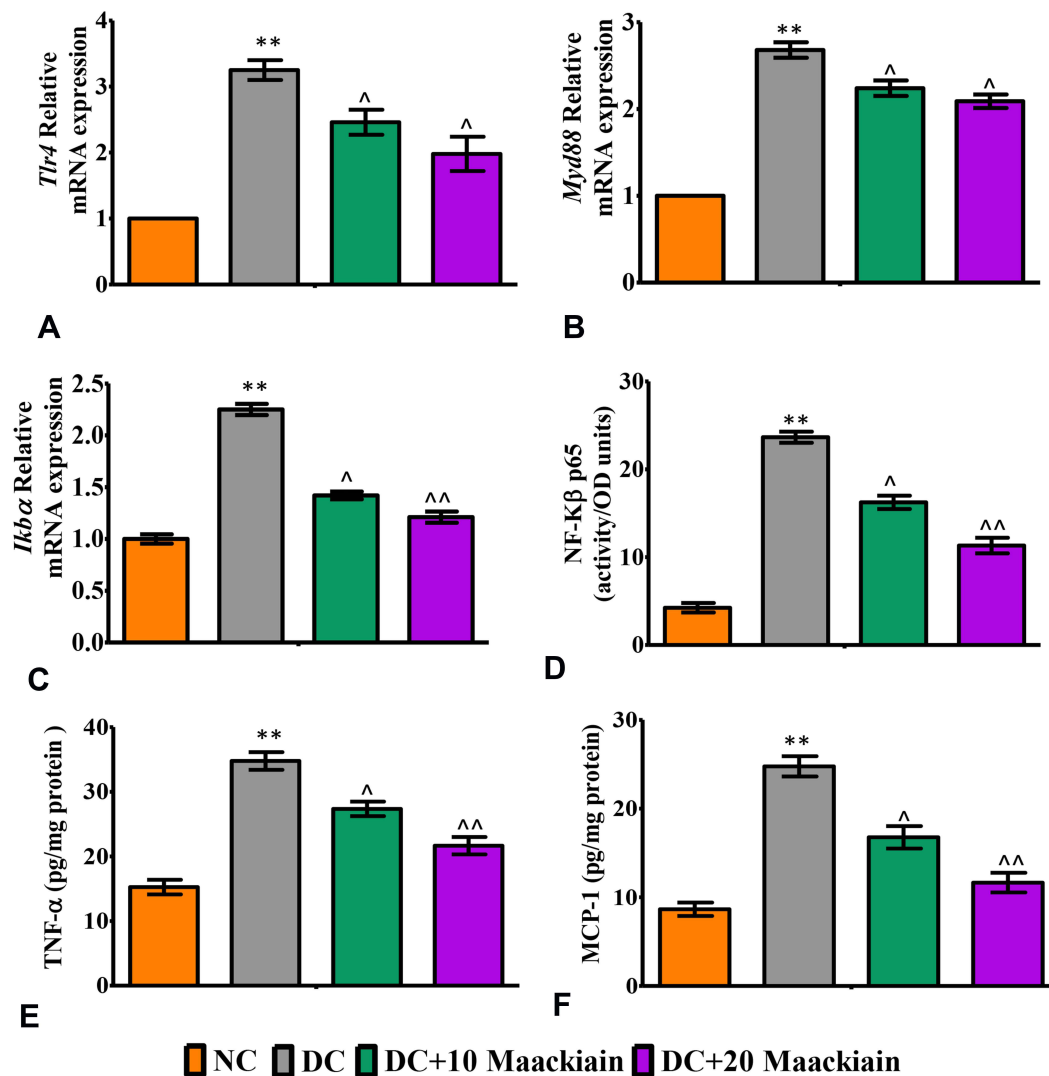 Tlr4 Relative
mRNA expression
4
3
2
1
0
**
^
^
A
Myd88 Relative
mRNA expression
3
2
1
0
**
^
^
B
Ikbα Relative
mRNA expression
2.5
2.0
1.5
1.0
0.5
0.0
**
^
^^
C
NF-Kβ p65
(activity/OD units)
30
20
10
0
**
^
^^
D
TNF-α (pg/mg protein )
40
30
20
10
0
**
^
^^
E
MCP-1 (pg/mg protein)
30
20
10
0
**
^
^^
F
NC DC DC+10 Maackiain DC+20 Maackiain